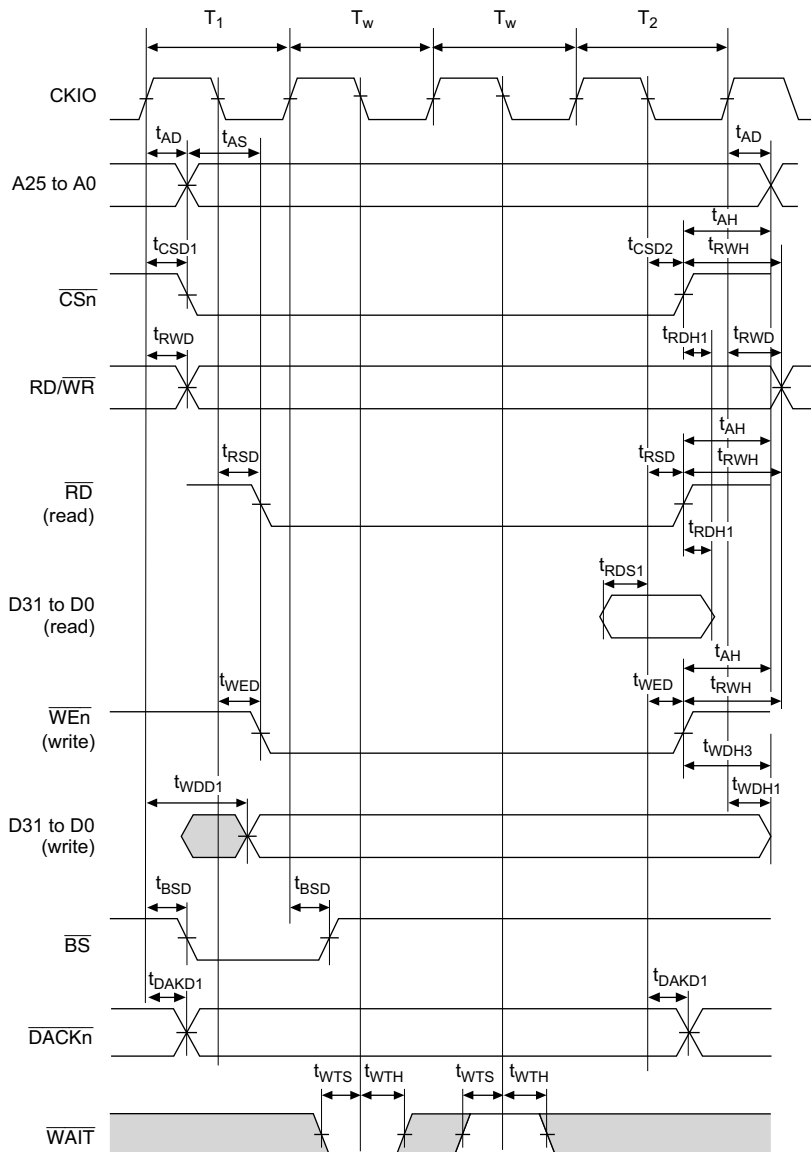 T1 Tw Tw T2
CKIO
tAD tAS tAD
A25 to A0
tAH
tCSD1 tCSD2 tRWH
CSn
tRWD tRDH1 tRWD
RD/WR
tAH
tRSD tRSD tRWH
RD
(read)
tRDH1
tRDS1
D31 to D0
(read)
tAH
tWED tWED tRWH
WEn
(write)
tWDH3
tWDD1 tWDH1
D31 to D0
(write)
tBSD tBSD
BS
tDAKD1 tDAKD1
DACKn
tWTS tWTH tWTS tWTH
WAIT